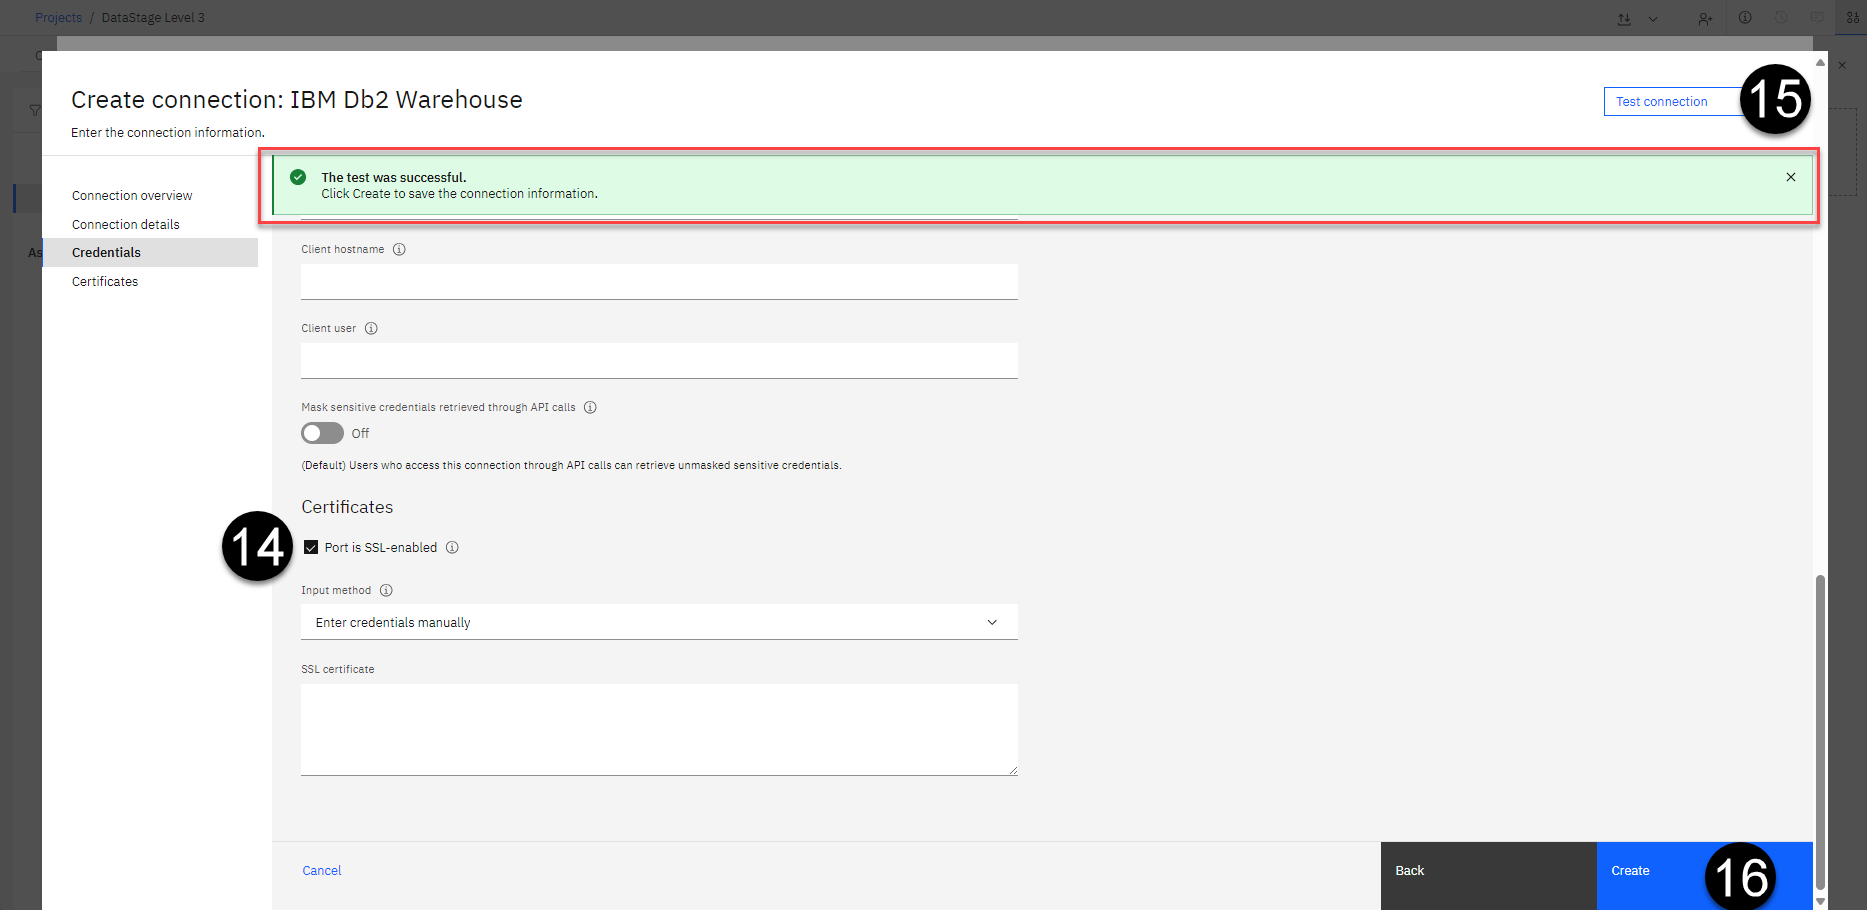 Projects / DataStage Level 3
Create connection: IBM Db2 Warehouse
Test connection
15
Enter the connection information.
The test was successful.
Click Create to save the connection information.
Connection overview
Connection details
Credentials
Certificates
As
Client hostname
Client user
Mask sensitive credentials retrieved through API calls
Off
(Default) Users who access this connection through API calls can retrieve unmasked sensitive credentials.
Certificates
14
Port is SSL-enabled
Input method
Enter credentials manually
SSL certificate
Cancel
Back
Create
16